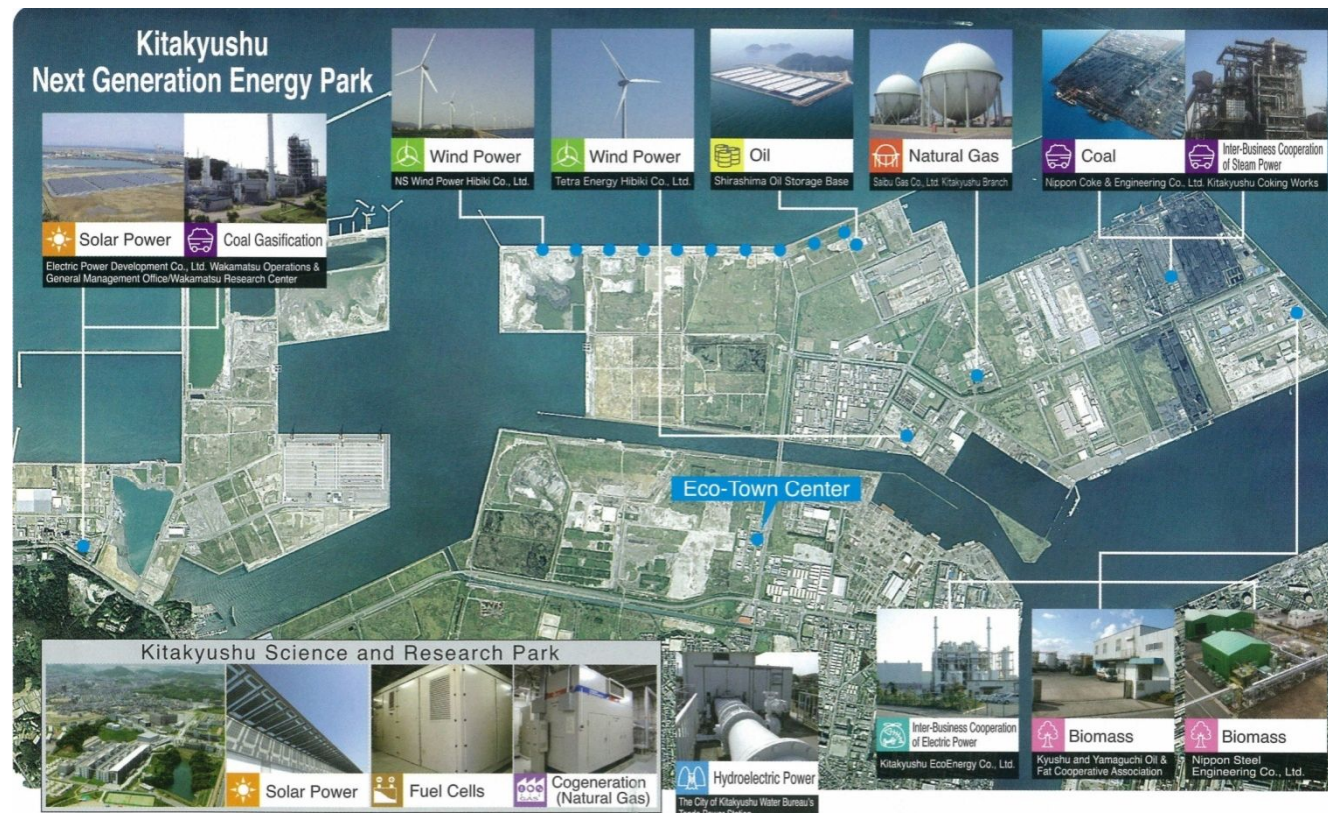 Kitakyushu
Next Generation Energy Park
Solar Power
Coal Gasification
Electric Power Development Co., Ltd. Wakamatsu Operations &
General Management Office/Wakamatsu Research Center
Wind Power
NS Wind Power Hibiki Co., Ltd.
Wind Power
Tetra Energy Hibiki Co., Ltd.
Oil
Shirashima Oil Storage Base
Natural Gas
Saibu Gas Co., Ltd. Kitakyushu Branch
Coal
Inter-Business Cooperation
of Steam Power
Nippon Coke & Engineering Co., Ltd. Kitakyushu Coking Works
Eco-Town Center
Kitakyushu Science and Research Park
Solar Power
Fuel Cells
GAS
Cogeneration
(Natural Gas)
Hydroelectric Power
The City of Kitakyushu Water Bureau's
Power Station
Inter-Business Cooperation
of Electric Power
Kitakyushu EcoEnergy Co., Ltd.
Biomass
Kyushu and Yamaguchi Oil &
Fat Cooperative Association
Biomass
Nippon Steel
Engineering Co., Ltd.